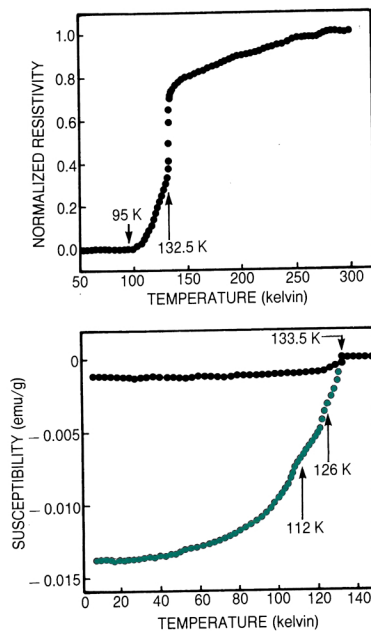 NORMALIZED RESISTIVITY
1.0
0.8
0.6
0.4
0.2
0.0
95 K
132.5 K
50 100 150 200 250 300
TEMPERATURE (kelvin)
133.5 K
SUSCEPTIBILITY (emu/g)
0
− 0.005
− 0.010
− 0.015
126 K
112 K
0 20 40 60 80 100 120 140
TEMPERATURE (kelvin)